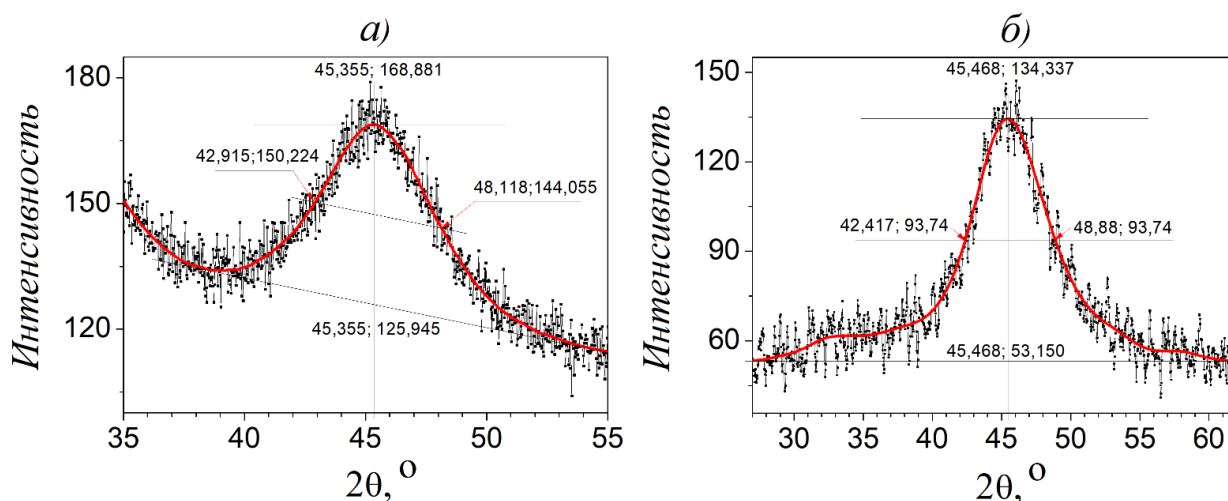 а)
45,355; 168,881
42,915;150,224
48,118;144,055
45,355; 125,945
Интенсивность
180
150
120
35 40 45 50 55
2θ, °
б)
45,468; 134,337
42,417; 93,74
48,88; 93,74
45,468; 53,150
Интенсивность
150
120
90
60
30 35 40 45 50 55 60
2θ, °